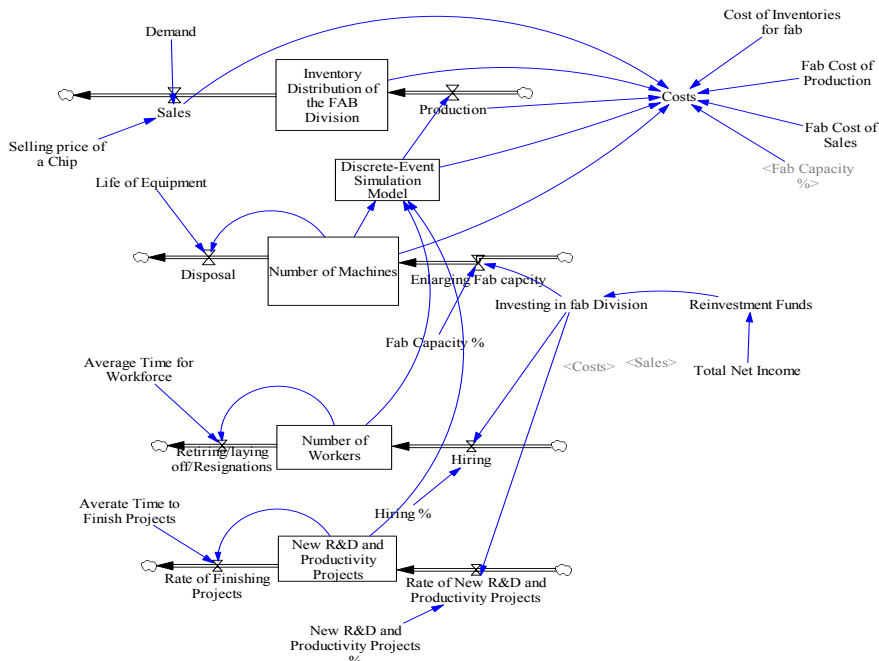 Demand
Cost of Inventories
for fab
Inventory
Distribution of
the FAB
Division
Fab Cost of
Production
Sales
Production
Costs
Selling price of
a Chip
Fab Cost of
Sales
Discrete-Event
Simulation
Model
<Fab Capacity
%>
Life of Equipment
Disposal
Number of Machines
Enlarging Fab capcity
Investing in fab Division
Reinvestment Funds
Fab Capacity %
Average Time for
Workforce
<Costs>
<Sales>
Total Net Income
Number of
Workers
Retiring/laying
off/Resignations
Hiring
Averate Time to
Finish Projects
Hiring %
New R&D and
Productivity
Projects
Rate of Finishing
Projects
Rate of New R&D and
Productivity Projects
New R&D and
Productivity Projects
%